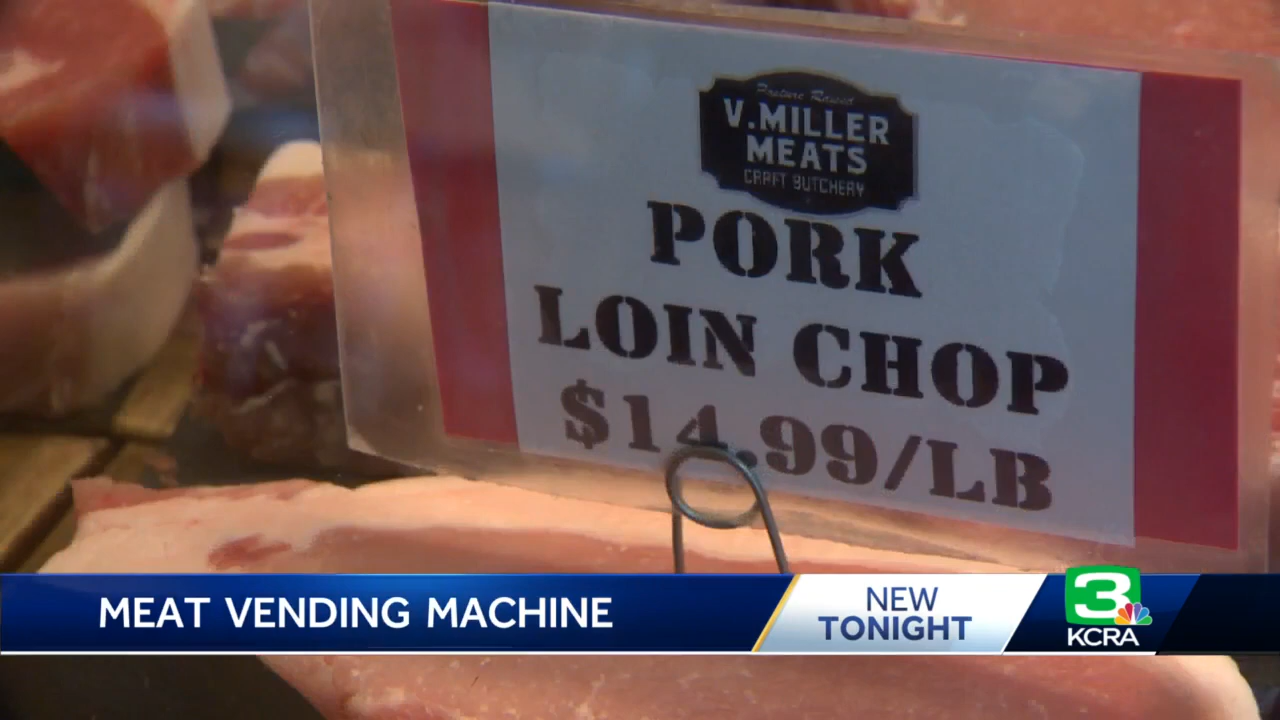 Pasture Raised
V.MILLER
MEATS
CRAFT BUTCHERY
PORK
LOIN CHOP
$14.99/LB
MEAT VENDING MACHINE
NEW
TONIGHT
3
KCRA